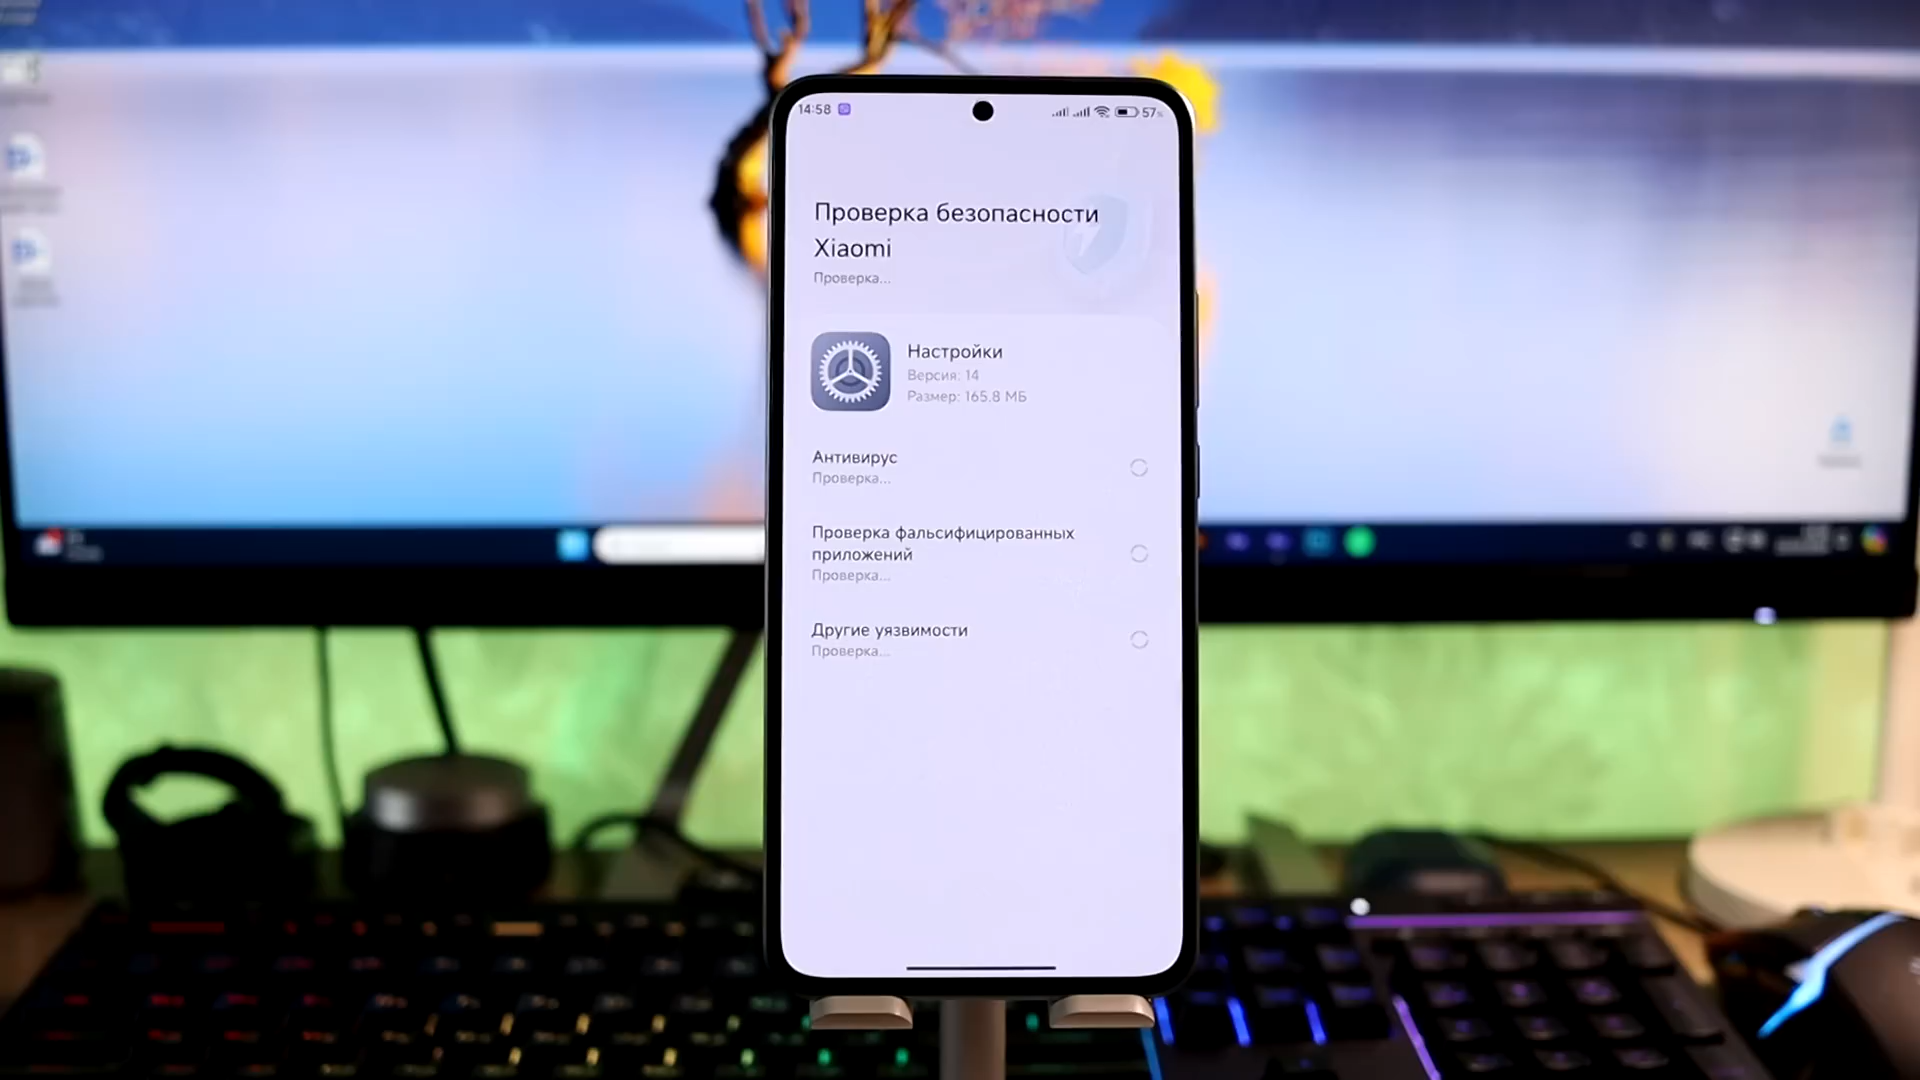 14:58
57%
Проверка безопасности
Xiaomi
Проверка...
Настройки
Версия: 14
Размер: 165.8 МБ
Антивирус
Проверка...
Проверка фальсифицированных
приложений
Проверка...
Другие уязвимости
Проверка...